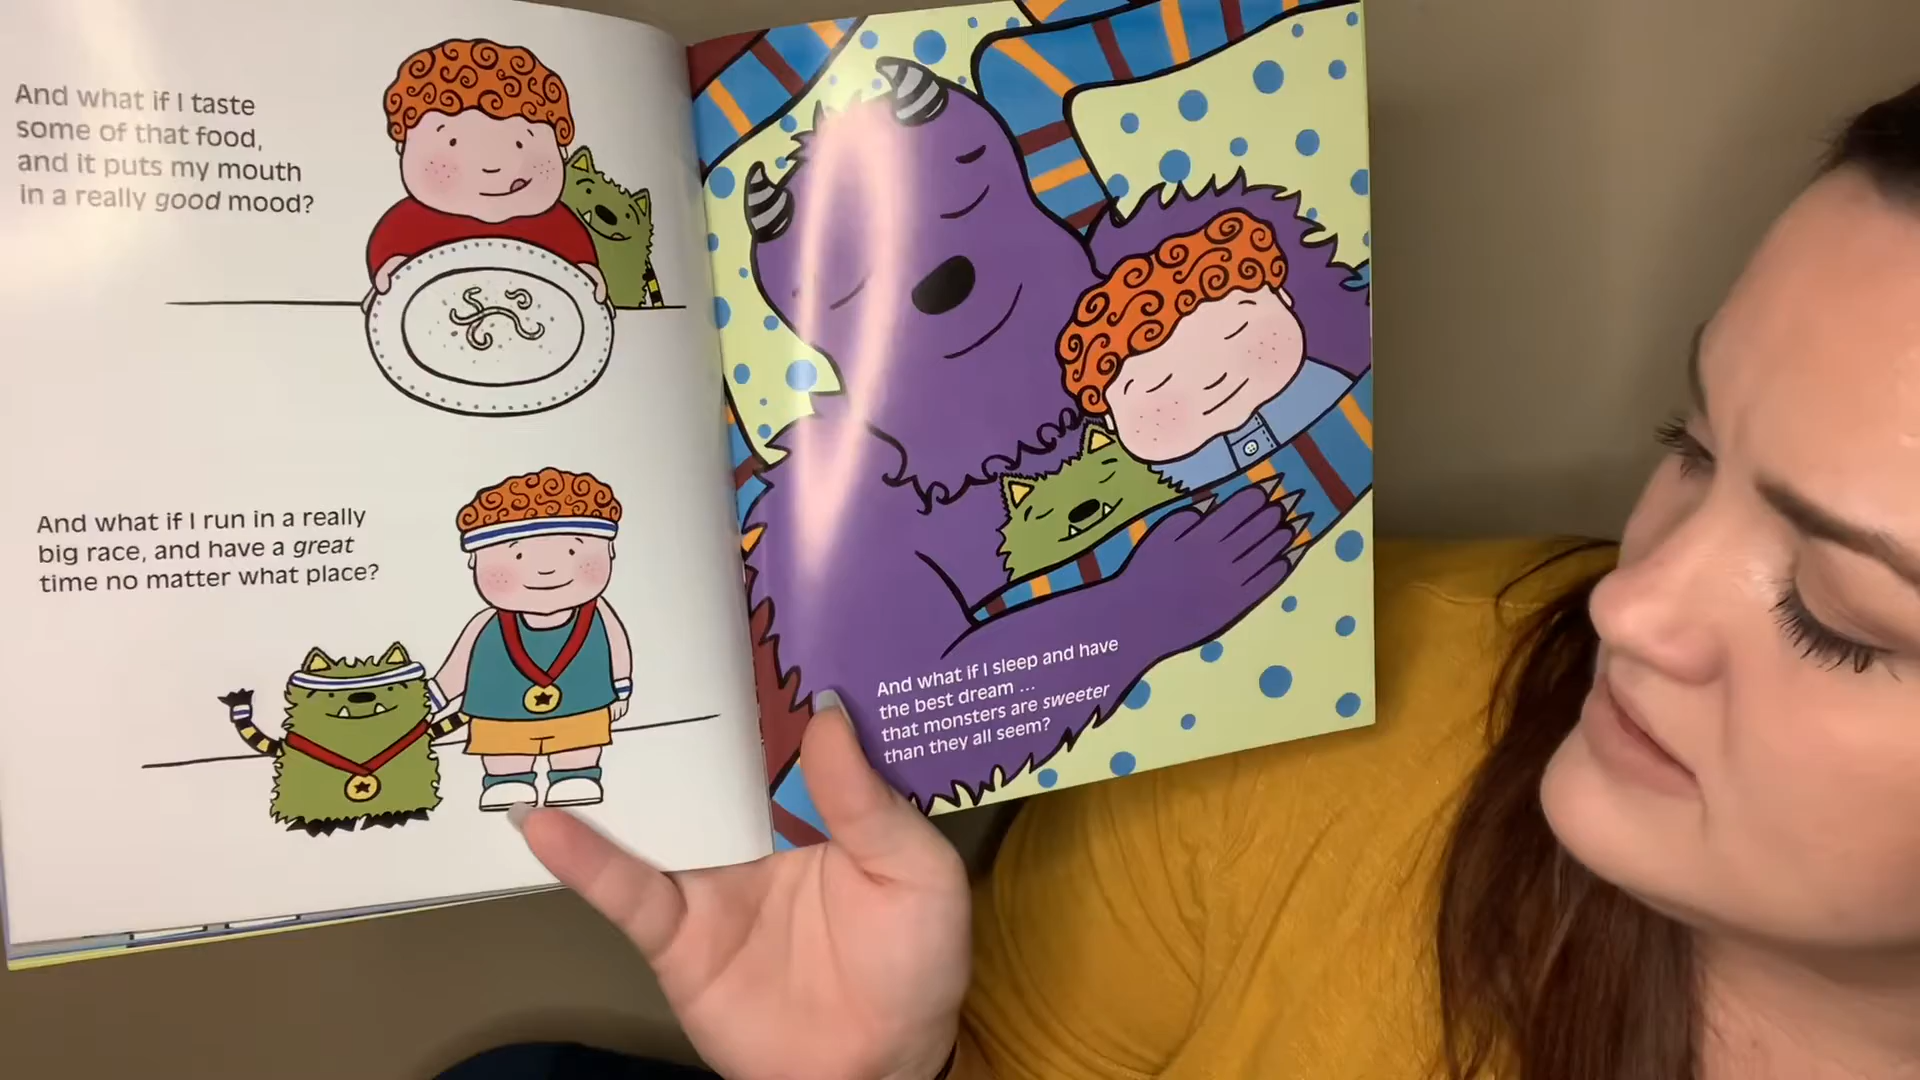 And what if I taste
some of that food,
and it puts my mouth
in a really good mood?
And what if I run in a really
big race, and have a great
time no matter what place?
And what if I sleep and have
the best dream ...
that monsters are sweeter
than they all seem?